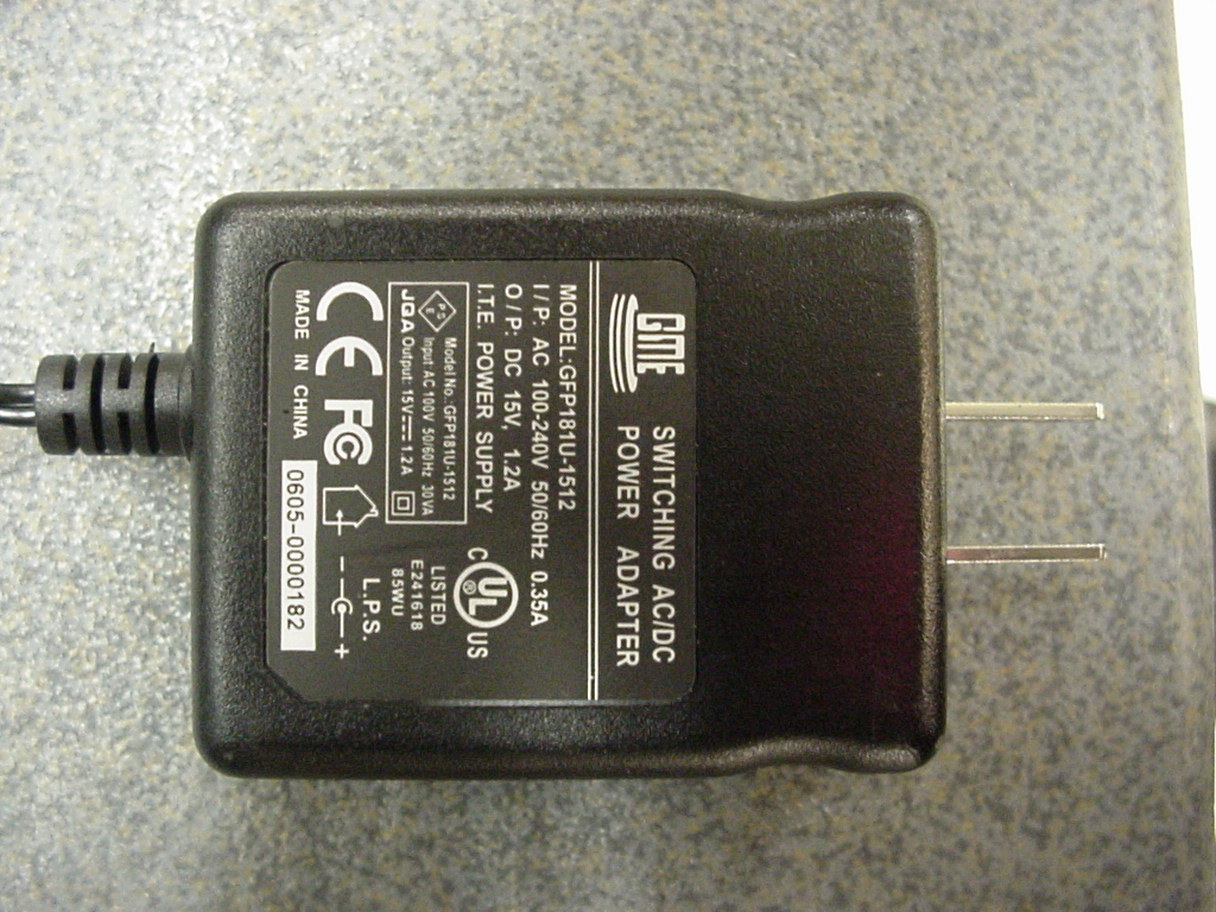 GME
SWITCHING AC/DC
POWER ADAPTER
MODEL:GFP181U-1512
I/P: AC 100-240V 50/60Hz 0.35A
O/P: DC 15V, 1.2A
I.T.E. POWER SUPPLY
PSE
JQA
Model No.:GFP181U-1512
Input:AC100V 50/60Hz 30VA
Output:15V⎓1.2A
C UL US
®
LISTED
E241618
85WU
CE FC
L.P.S.
- +
MADE IN CHINA
0605-0000182